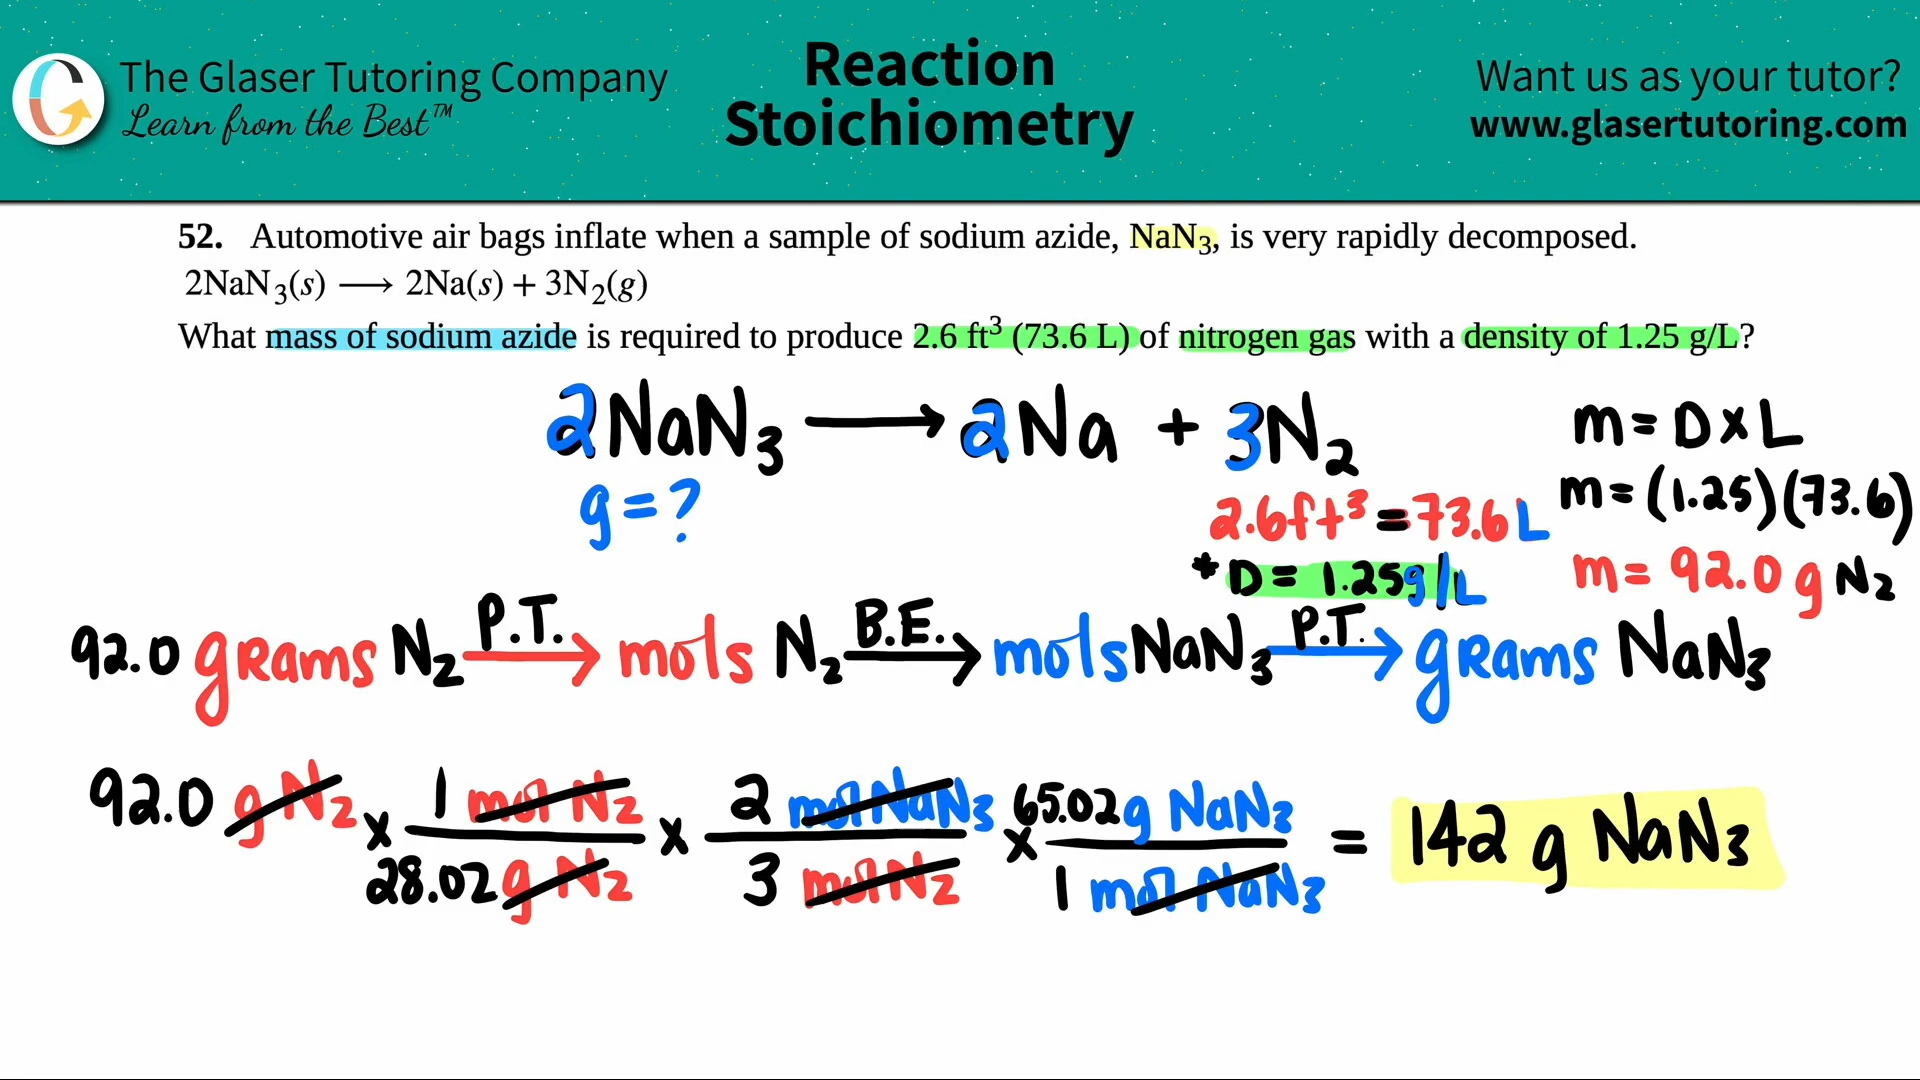 The Glaser Tutoring Company
Learn from the Best™
Reaction
Stoichiometry
Want us as your tutor?
www.glasertutoring.com
52. Automotive air bags inflate when a sample of sodium azide, NaN₃, is very rapidly decomposed.
2NaN₃(s) ⟶ 2Na(s) + 3N₂(g)
What mass of sodium azide is required to produce 2.6 ft³ (73.6 L) of nitrogen gas with a density of 1.25 g/L?
2NaN₃ ⟶ 2Na + 3N₂
g = ?
2.6ft³ = 73.6L
* D = 1.25g/L
m = D x L
m = (1.25)(73.6)
m = 92.0 g N₂
P.T. B.E. P.T.
92.0 grams N₂ → mols N₂ → mols NaN₃ → grams NaN₃
92.0 g N₂ x 1 mol N₂ x 2 mol NaN₃ x 65.02g NaN₃ = 142 g NaN₃
28.02g N₂ 3 mol N₂ 1 mol NaN₃